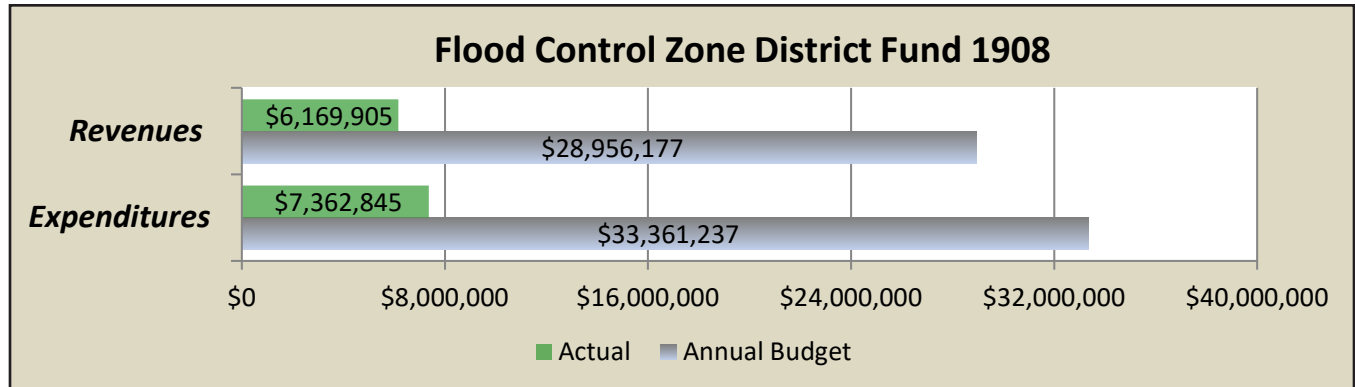 Flood Control Zone District Fund 1908
Revenues
$6,169,905
$28,956,177
Expenditures
$7,362,845
$33,361,237
$0 $8,000,000 $16,000,000 $24,000,000 $32,000,000 $40,000,000
Actual Annual Budget